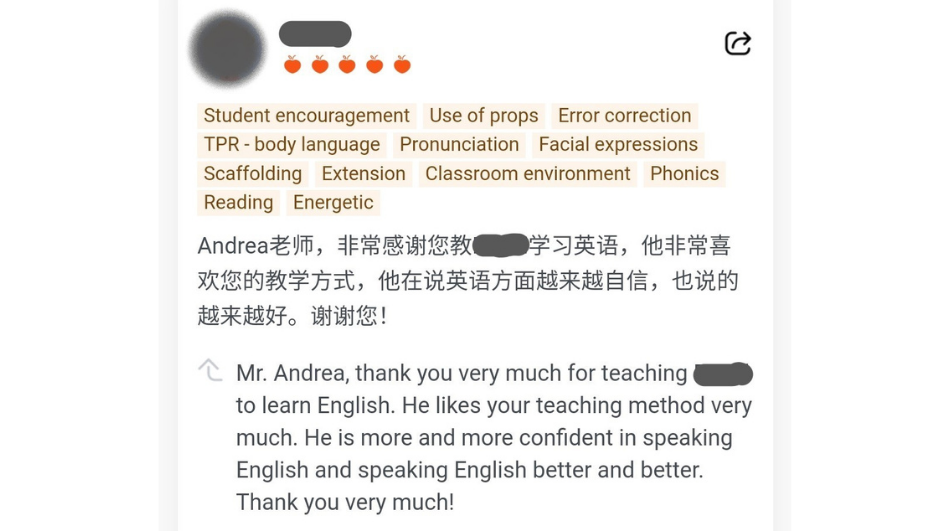 Student encouragement Use of props Error correction
TPR - body language Pronunciation Facial expressions
Scaffolding Extension Classroom environment Phonics
Reading Energetic
Andrea老师，非常感谢您教学习英语，他非常喜
欢您的教学方式，他在说英语方面越来越自信，也说的
越来越好。谢谢您！
Mr. Andrea, thank you very much for teaching
to learn English. He likes your teaching method very
much. He is more and more confident in speaking
English and speaking English better and better.
Thank you very much!